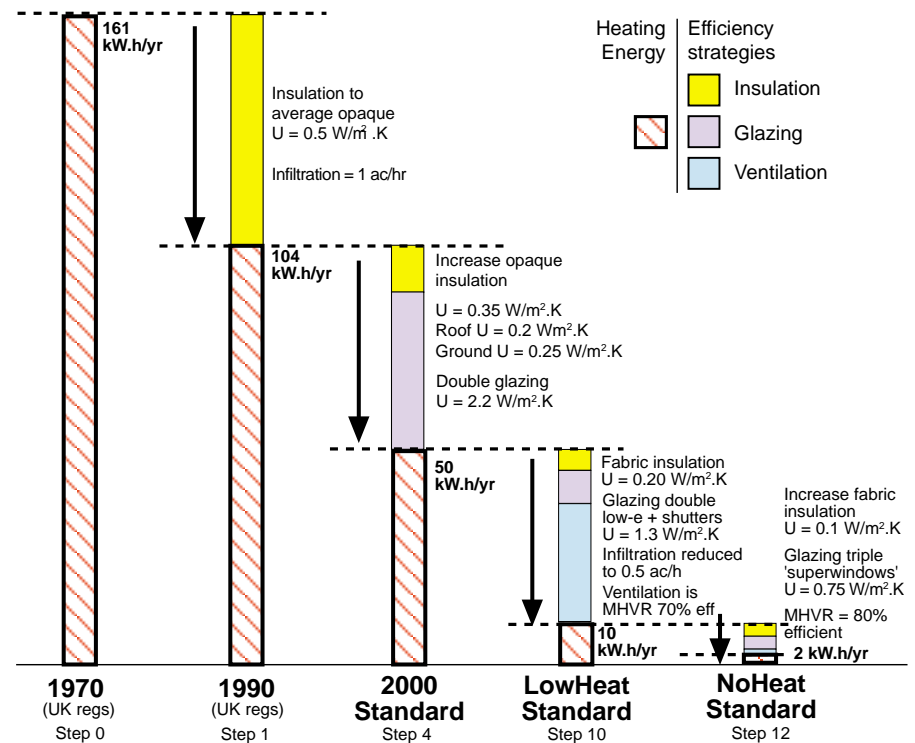 161
kW.h/yr
Insulation to
average opaque
U = 0.5 W/m² .K
Infiltration = 1 ac/hr
Heating
Energy
Efficiency
strategies
Insulation
Glazing
Ventilation
104
kW.h/yr
Increase opaque
insulation
U = 0.35 W/m².K
Roof U = 0.2 Wm².K
Ground U = 0.25 W/m².K
Double glazing
U = 2.2 W/m².K
50
kW.h/yr
Fabric insulation
U = 0.20 W/m².K
Glazing double
low-e + shutters
U = 1.3 W/m².K
Infiltration reduced
to 0.5 ac/h
Ventilation is
MHVR 70% eff
10
kW.h/yr
Increase fabric
insulation
U = 0.1 W/m².K
Glazing triple
'superwindows'
U = 0.75 W/m².K
MHVR = 80%
efficient
2 kW.h/yr
1970
(UK regs)
Step 0
1990
(UK regs)
Step 1
2000
Standard
Step 4
LowHeat
Standard
Step 10
NoHeat
Standard
Step 12